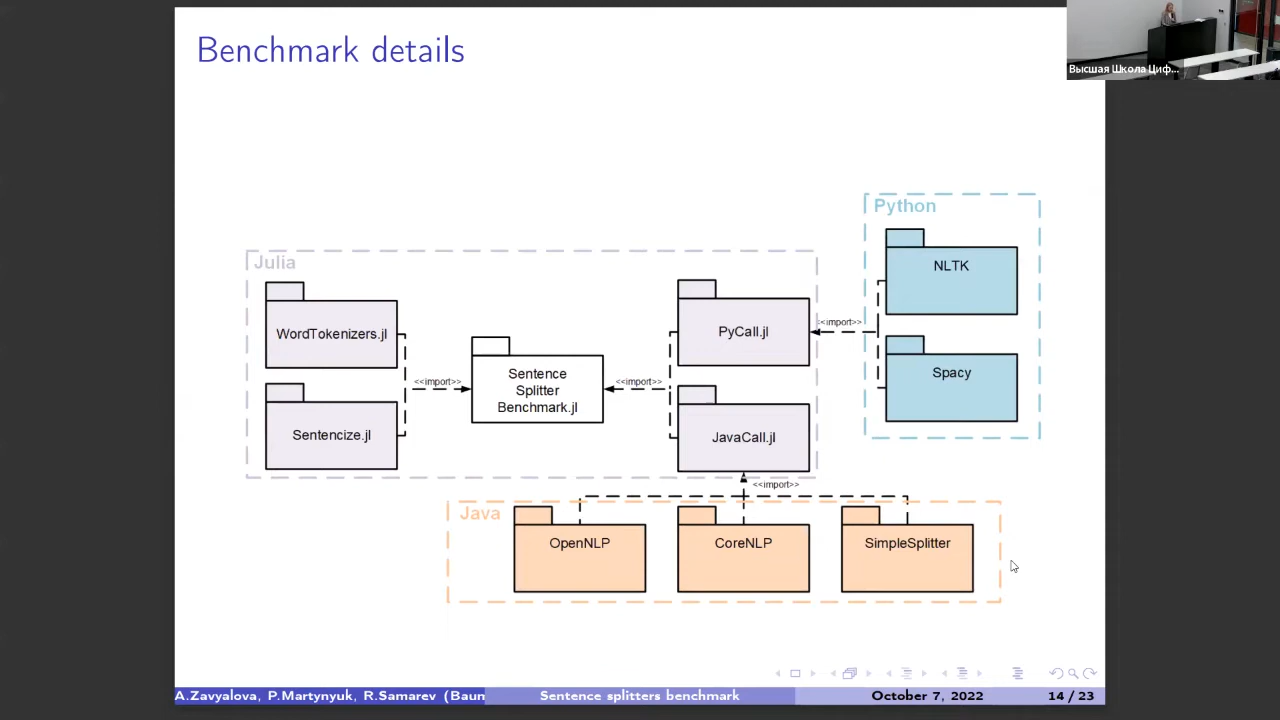 Benchmark details
Высшая Школа Циф...
Python
NLTK
Julia
WordTokenizers.jl
PyCall.jl
<<import>>
Sentence
Splitter
Benchmark.jl
<<import>>
<<import>>
Spacy
Sentencize.jl
JavaCall.jl
<<import>>
Java
OpenNLP
CoreNLP
SimpleSplitter
A.Zavyalova, P.Martynyuk, R.Samarev (Baum
Sentence splitters benchmark
October 7, 2022
14 / 23